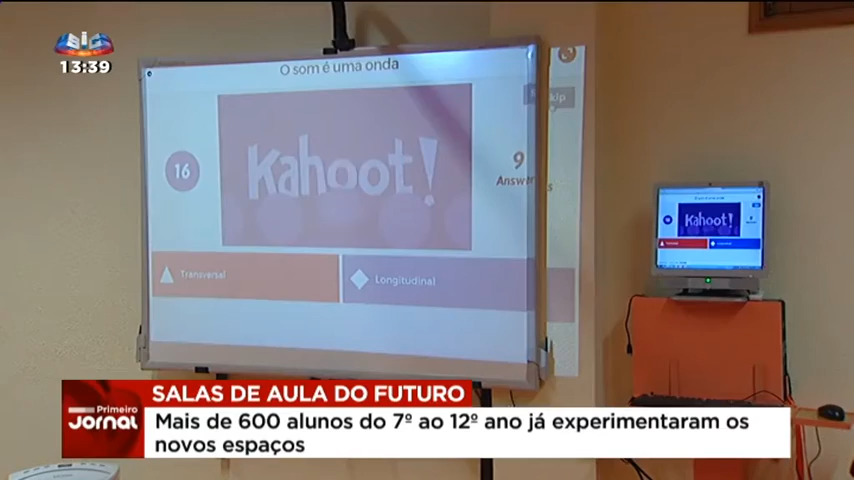 SIC
13:39
O som é uma onda
Kahoot!
16
9
Answers
Transversal
Longitudinal
Kahoot!
SALAS DE AULA DO FUTURO
Primeiro
Jornal
Mais de 600 alunos do 7º ao 12º ano já experimentaram os
novos espaços